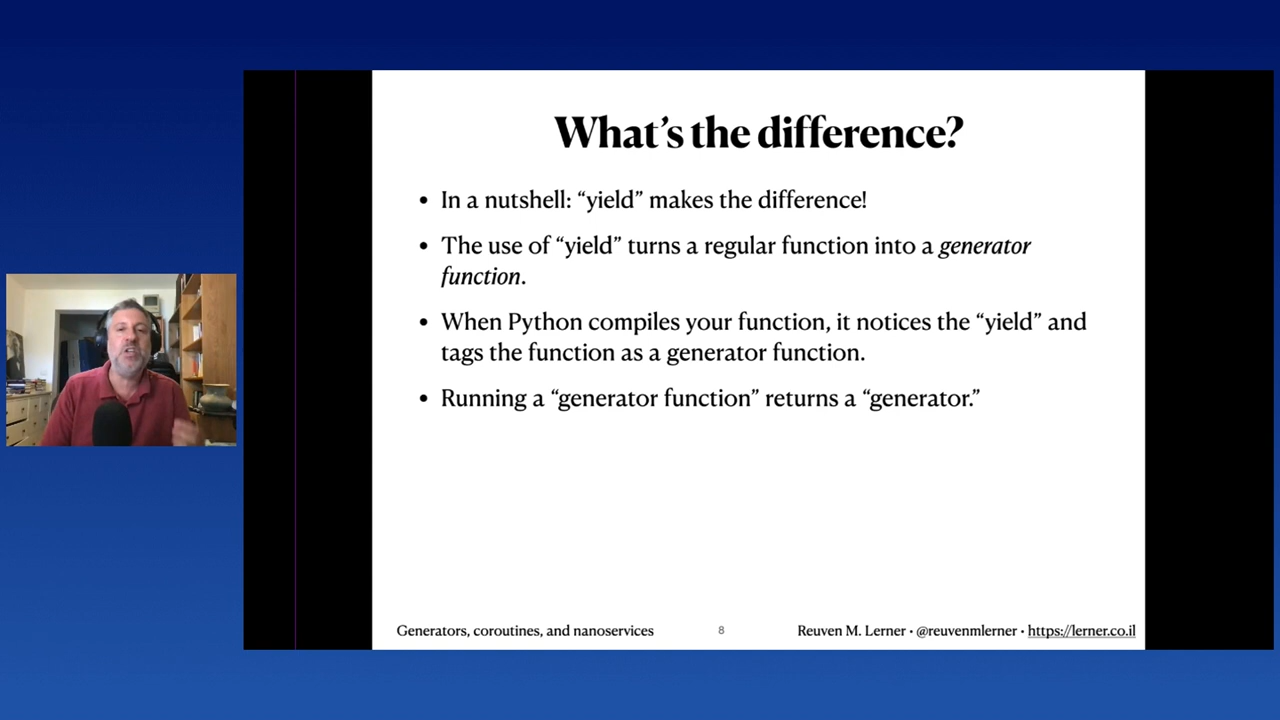 What’s the difference?
• In a nutshell: “yield” makes the difference!
• The use of “yield” turns a regular function into a generator
function.
• When Python compiles your function, it notices the “yield” and
tags the function as a generator function.
• Running a “generator function” returns a “generator.”
Generators, coroutines, and nanoservices
8
Reuven M. Lerner • @reuvenmlerner • https://lerner.co.il